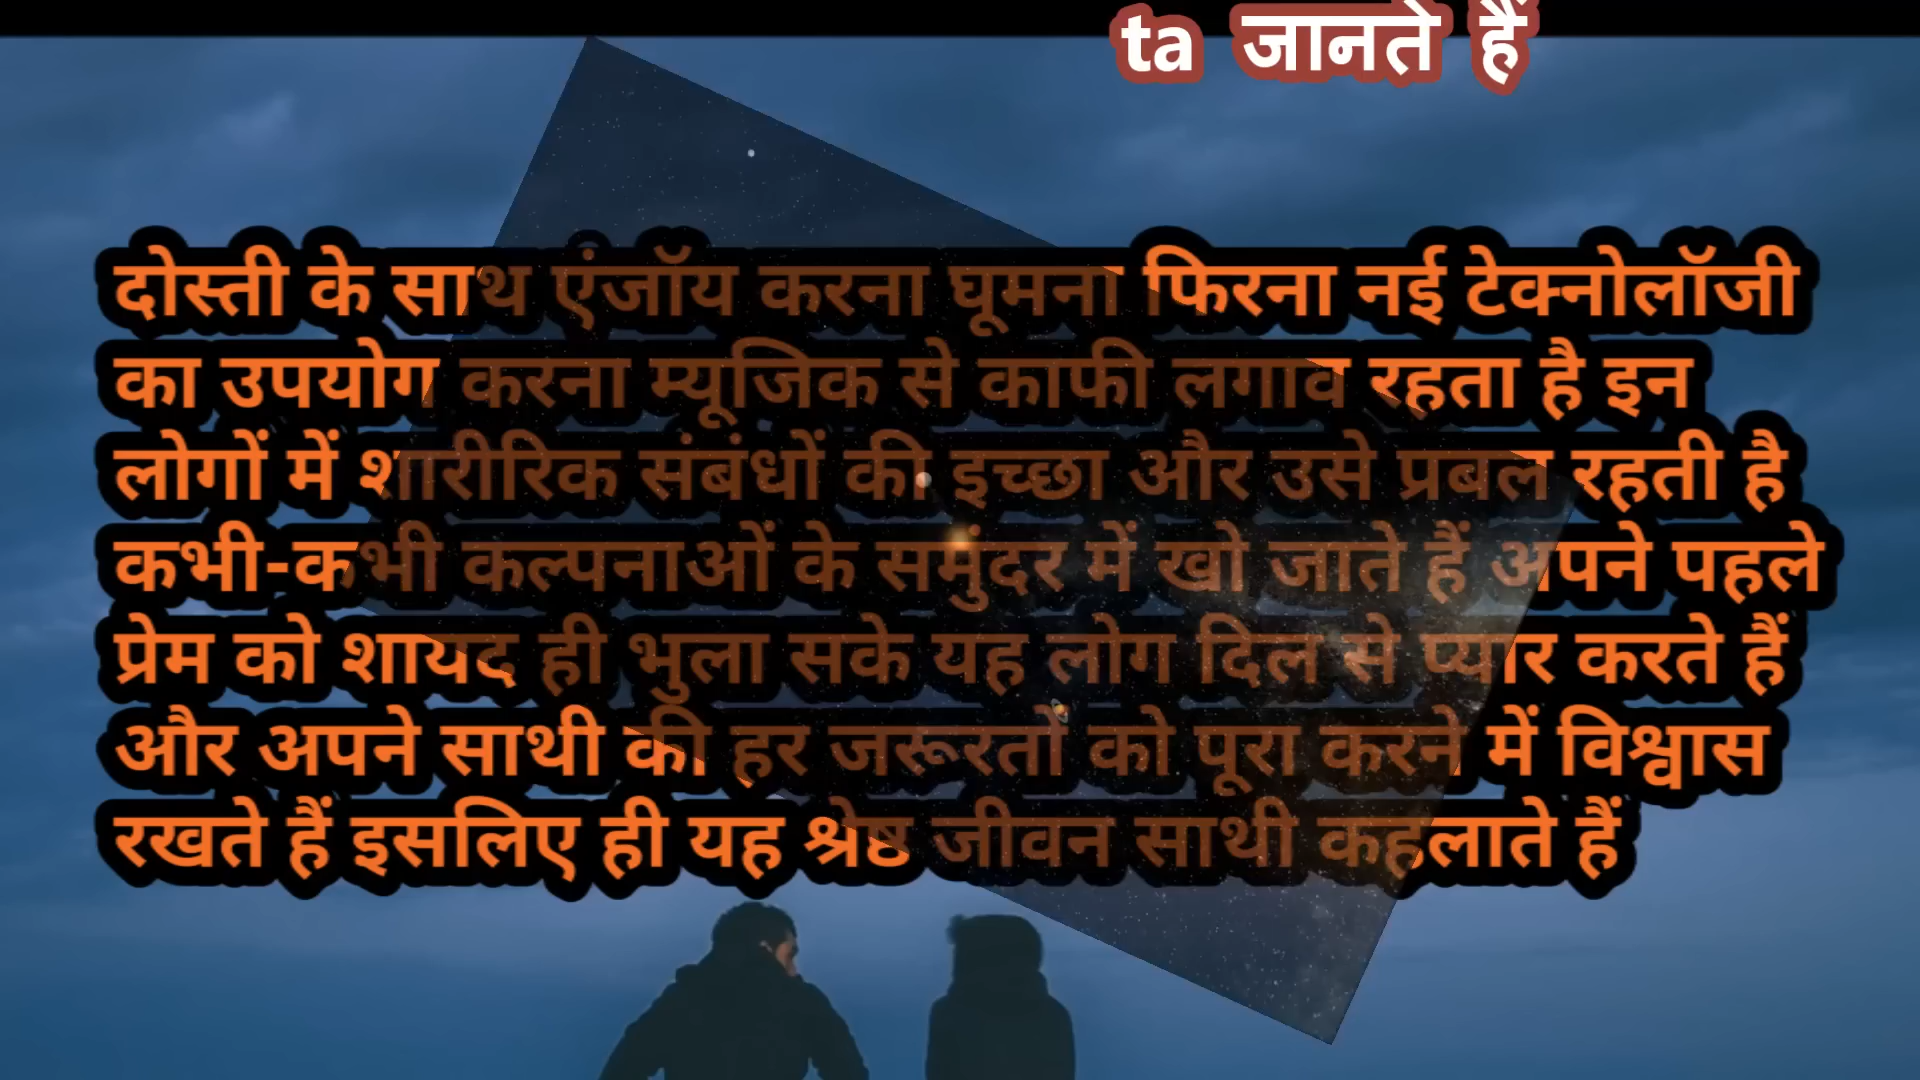 ta जानते हैं
दोस्ती के साथ एंजॉय करना घूमना फिरना नई टेक्नोलॉजी
का उपयोग करना म्यूजिक से काफी लगाव रहता है इन
लोगों में शारीरिक संबंधों की इच्छा और उसे प्रबल रहती है
कभी-कभी कल्पनाओं के समुंदर में खो जाते हैं अपने पहले
प्रेम को शायद ही भुला सके यह लोग दिल से प्यार करते हैं
और अपने साथी की हर जरूरतों को पूरा करने में विश्वास
रखते हैं इसलिए ही यह श्रेष्ठ जीवन साथी कहलाते हैं